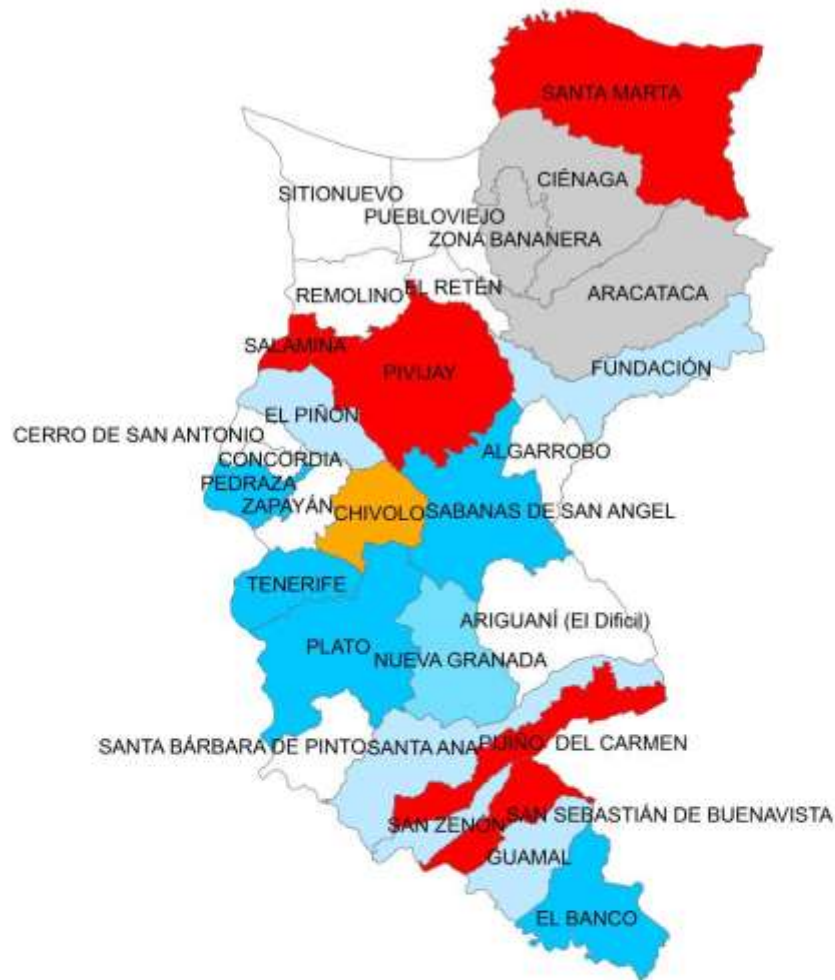 SANTA MARTA
CIÉNAGA
SITIONUEVO
PUEBLOVIEJO
ZONA BANANERA
EL RETÉN
REMOLINO
ARACATACA
SALAMINA
PIVIJAY
FUNDACIÓN
EL PIÑON
CERRO DE SAN ANTONIO
ALGARROBO
CONCORDIA
PEDRAZA
ZAPAYÁN
CHIVOLO
SABANAS DE SAN ANGEL
TENERIFE
ARIGUANÍ (El Dificil)
PLATO
NUEVA GRANADA
SANTA BÁRBARA DE PINTO
SANTA ANA
PIJIÑO DEL CARMEN
SAN SEBASTIÁN DE BUENAVISTA
SAN ZENÓN
GUAMAL
EL BANCO